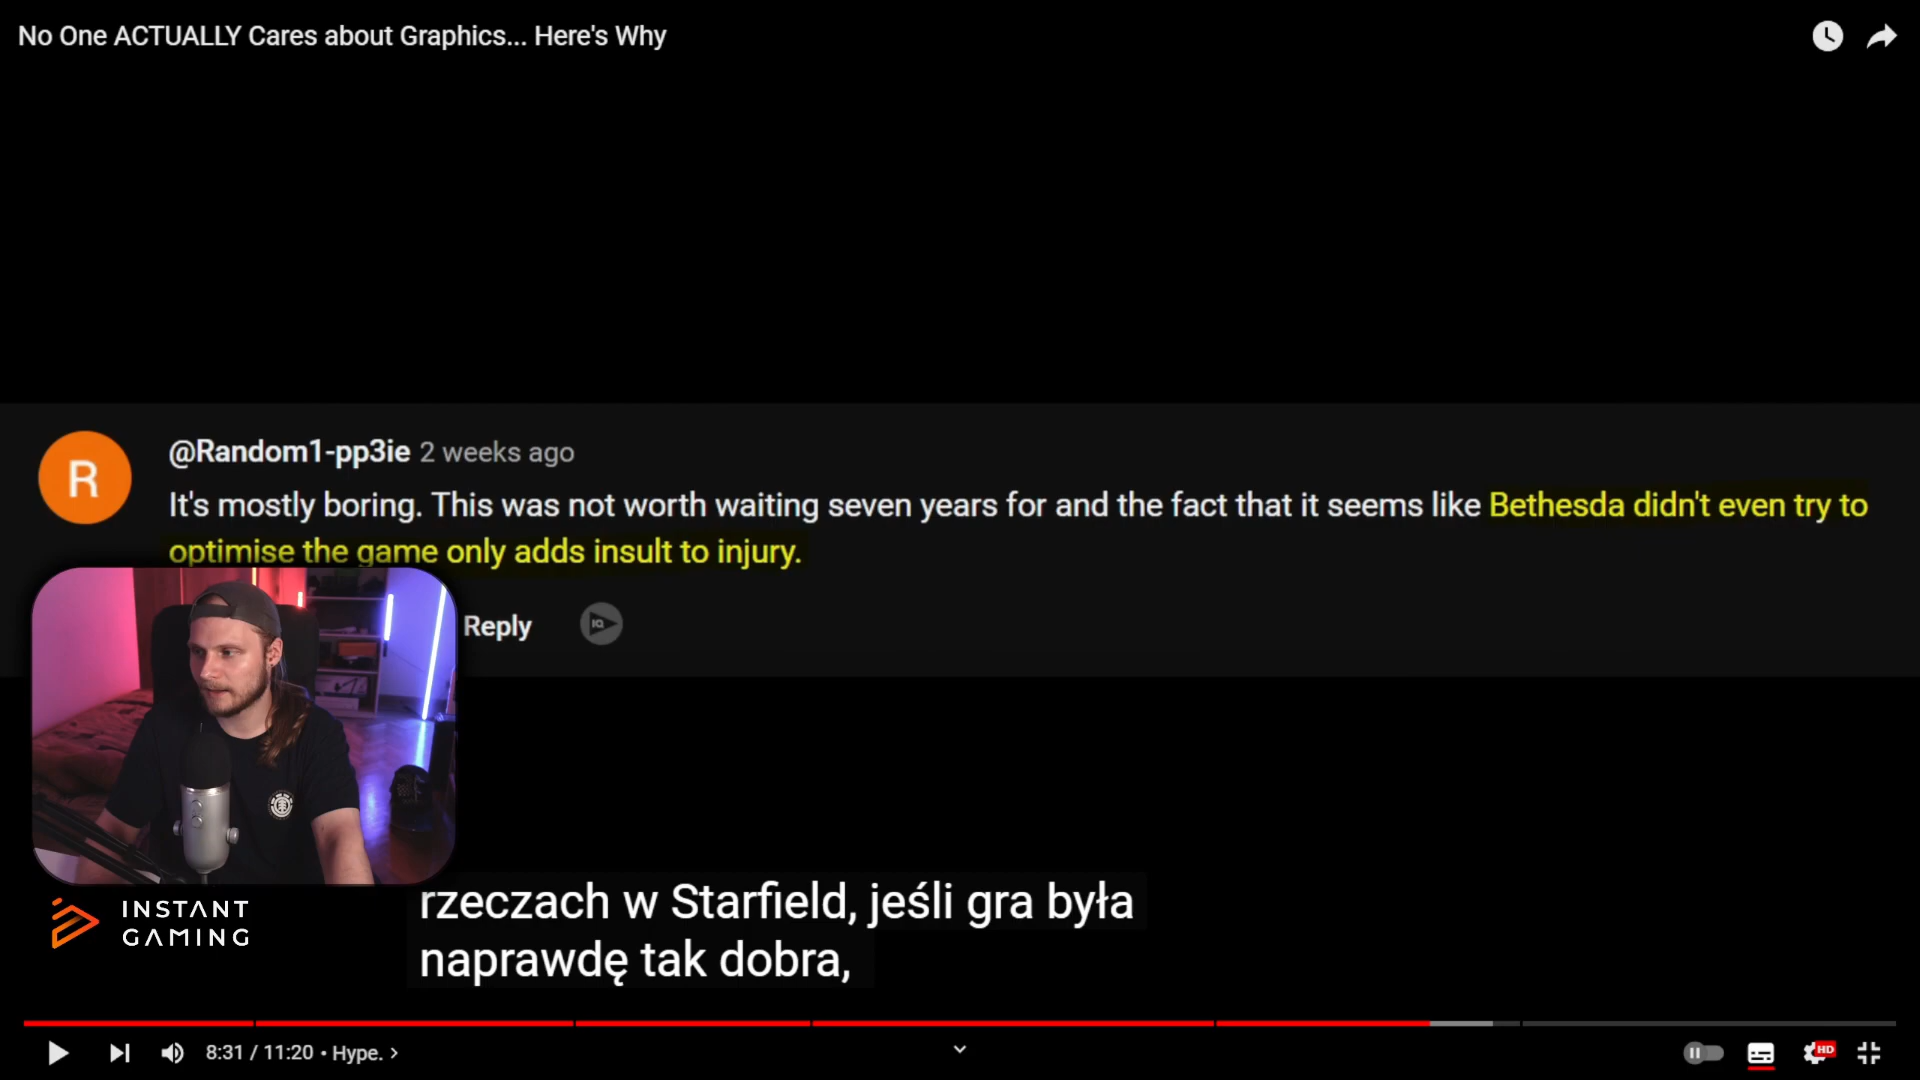 No One ACTUALLY Cares about Graphics... Here's Why
R
@Random1-pp3ie 2 weeks ago
It's mostly boring. This was not worth waiting seven years for and the fact that it seems like Bethesda didn't even try to
optimise the game only adds insult to injury.
Reply
IQ
INSTANT
GAMING
rzeczach w Starfield, jeśli gra była
naprawdę tak dobra,
8:31 / 11:20 • Hype. >
HD